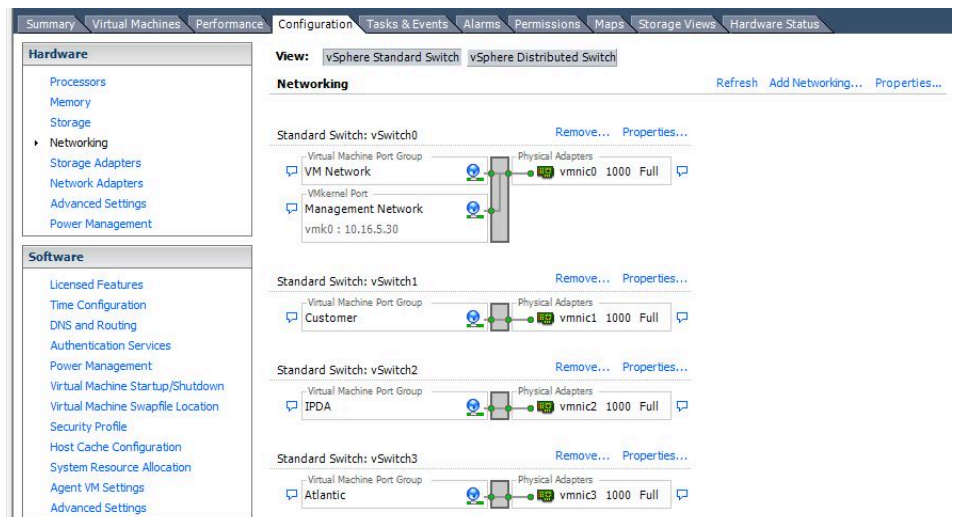 Summary Virtual Machines Performance Configuration Tasks & Events Alarms Permissions Maps Storage Views Hardware Status
Hardware
Processors
Memory
Storage
Networking
Storage Adapters
Network Adapters
Advanced Settings
Power Management
Software
Licensed Features
Time Configuration
DNS and Routing
Authentication Services
Power Management
Virtual Machine Startup/Shutdown
Virtual Machine Swapfile Location
Security Profile
Host Cache Configuration
System Resource Allocation
Agent VM Settings
Advanced Settings
View: vSphere Standard Switch vSphere Distributed Switch
Networking Refresh Add Networking... Properties...
Standard Switch: vSwitch0 Remove... Properties...
Virtual Machine Port Group Physical Adapters
VM Network vmnic0 1000 Full
VMkernel Port
Management Network
vmk0 : 10.16.5.30
Standard Switch: vSwitch1 Remove... Properties...
Virtual Machine Port Group Physical Adapters
Customer vmnic1 1000 Full
Standard Switch: vSwitch2 Remove... Properties...
Virtual Machine Port Group Physical Adapters
IPDA vmnic2 1000 Full
Standard Switch: vSwitch3 Remove... Properties...
Virtual Machine Port Group Physical Adapters
Atlantic vmnic3 1000 Full